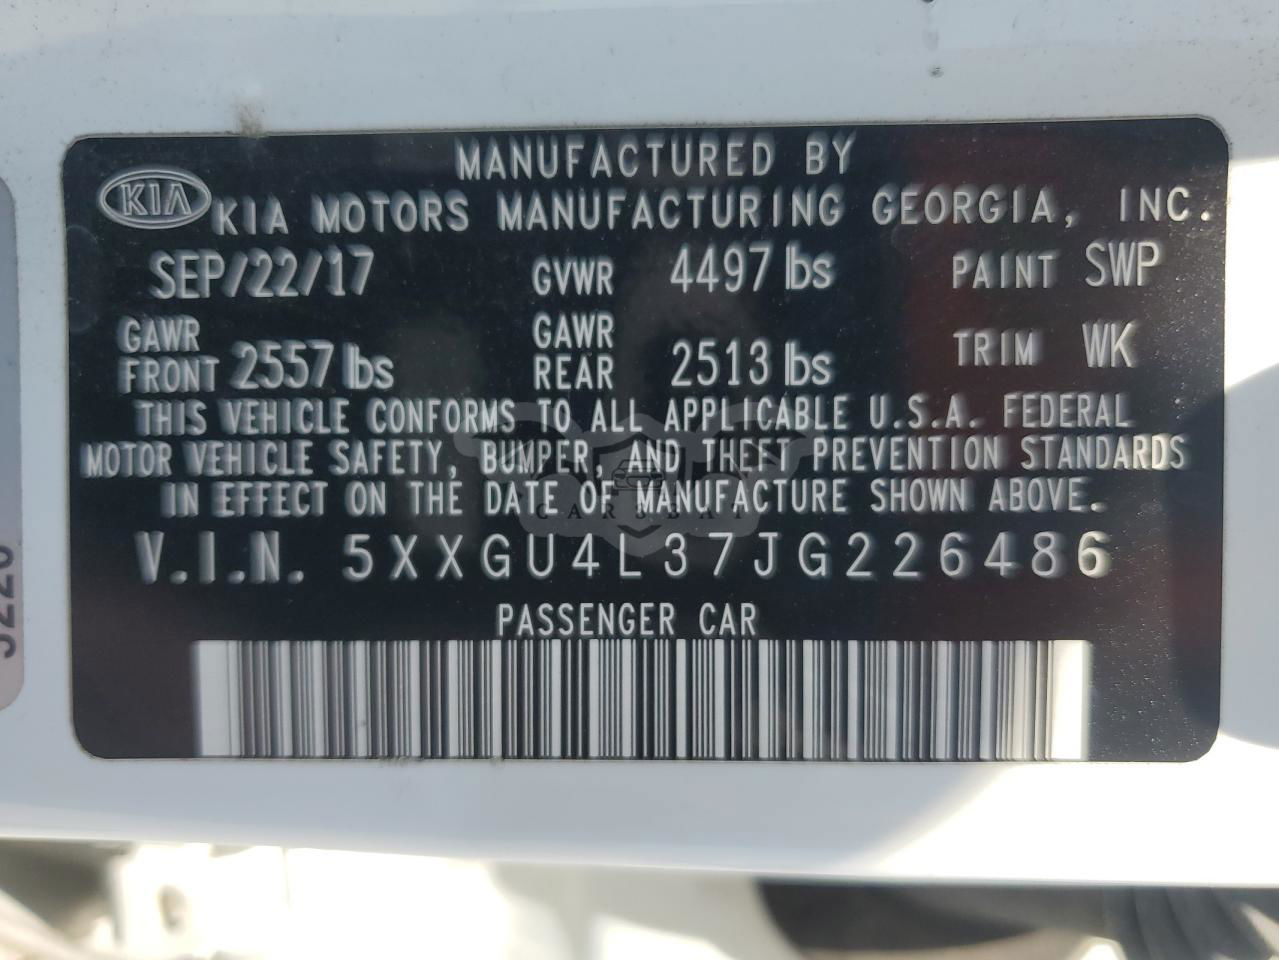 MANUFACTURED BY
KIA KIA MOTORS MANUFACTURING GEORGIA, INC.
SEP/22/17 GVWR 4497 lbs PAINT SWP
GAWR FRONT 2557 lbs GAWR REAR 2513 lbs TRIM WK
THIS VEHICLE CONFORMS TO ALL APPLICABLE U.S.A. FEDERAL
MOTOR VEHICLE SAFETY, BUMPER, AND THEFT PREVENTION STANDARDS
IN EFFECT ON THE DATE OF MANUFACTURE SHOWN ABOVE.
V.I.N. 5XXGU4L37JG226486
PASSENGER CAR